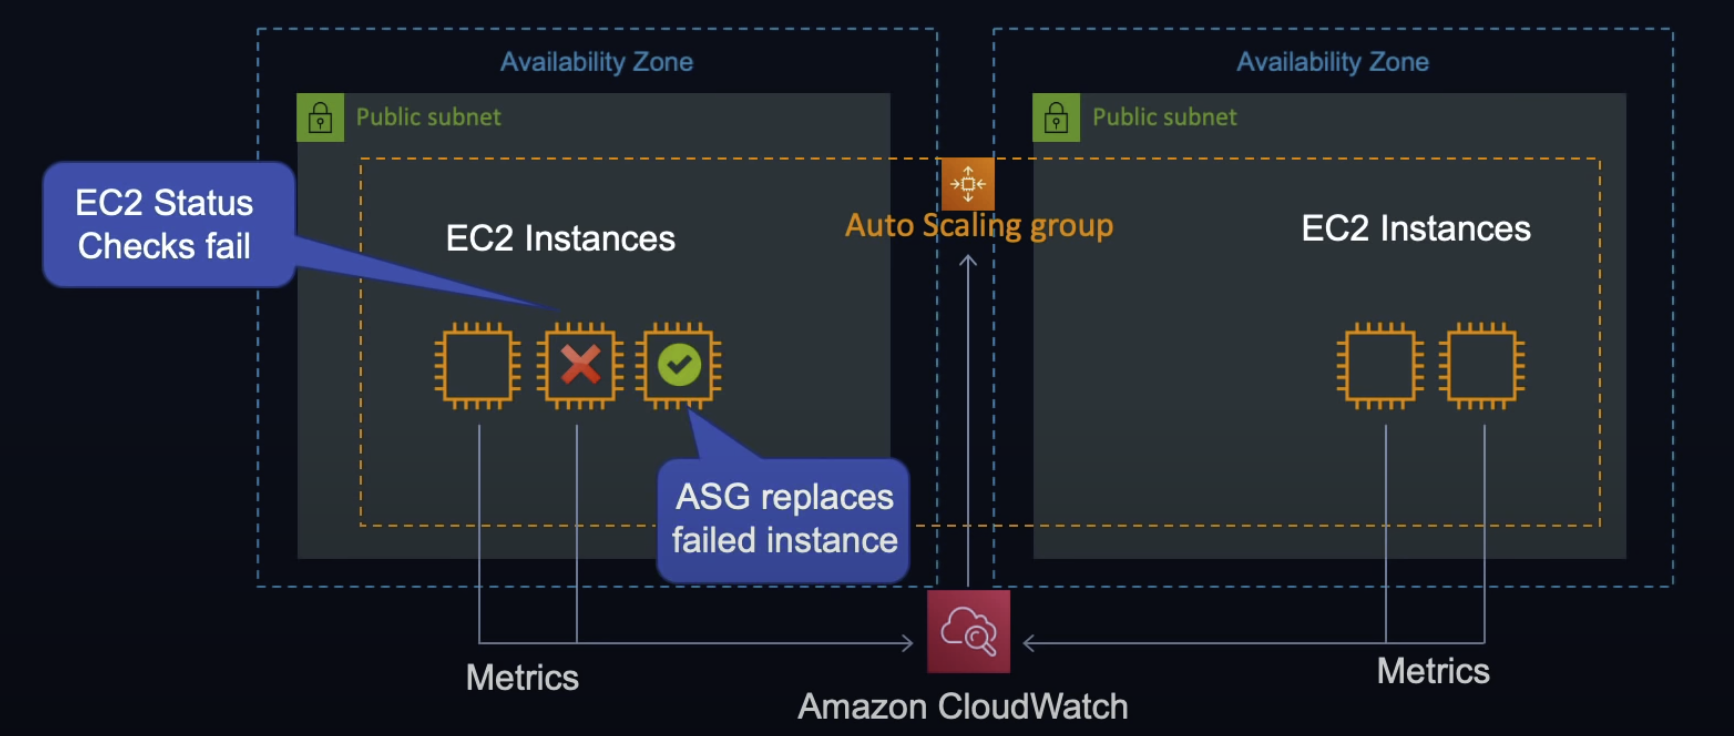 Availability Zone
Availability Zone
Public subnet
Public subnet
EC2 Status
Checks fail
EC2 Instances
Auto Scaling group
EC2 Instances
ASG replaces
failed instance
Metrics
Metrics
Amazon CloudWatch